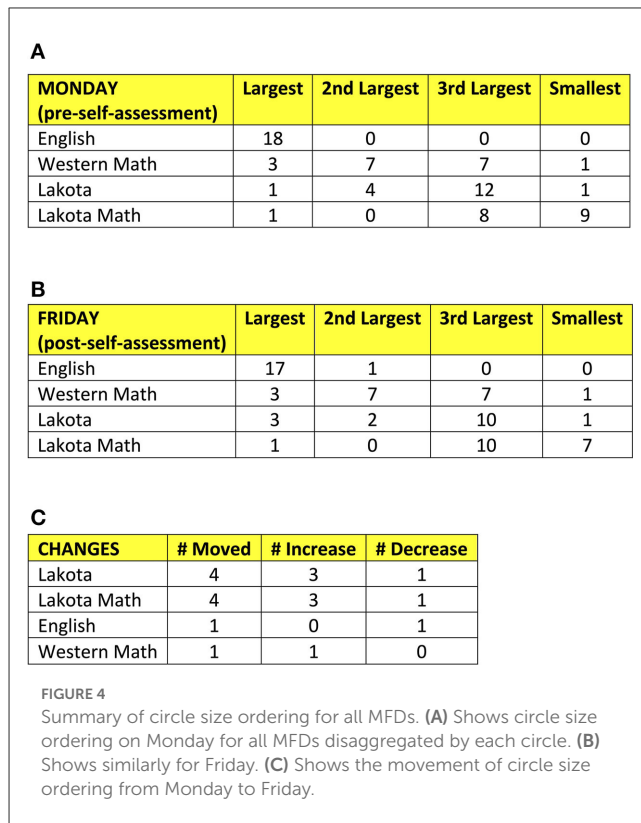 A
MONDAY Largest 2nd Largest 3rd Largest Smallest
(pre-self-assessment)
English 18 0 0 0
Western Math 3 7 7 1
Lakota 1 4 12 1
Lakota Math 1 0 8 9
B
FRIDAY Largest 2nd Largest 3rd Largest Smallest
(post-self-assessment)
English 17 1 0 0
Western Math 3 7 7 1
Lakota 3 2 10 1
Lakota Math 1 0 10 7
C
CHANGES # Moved # Increase # Decrease
Lakota 4 3 1
Lakota Math 4 3 1
English 1 0 1
Western Math 1 1 0
FIGURE 4
Summary of circle size ordering for all MFDs. (A) Shows circle size
ordering on Monday for all MFDs disaggregated by each circle. (B)
Shows similarly for Friday. (C) Shows the movement of circle size
ordering from Monday to Friday.